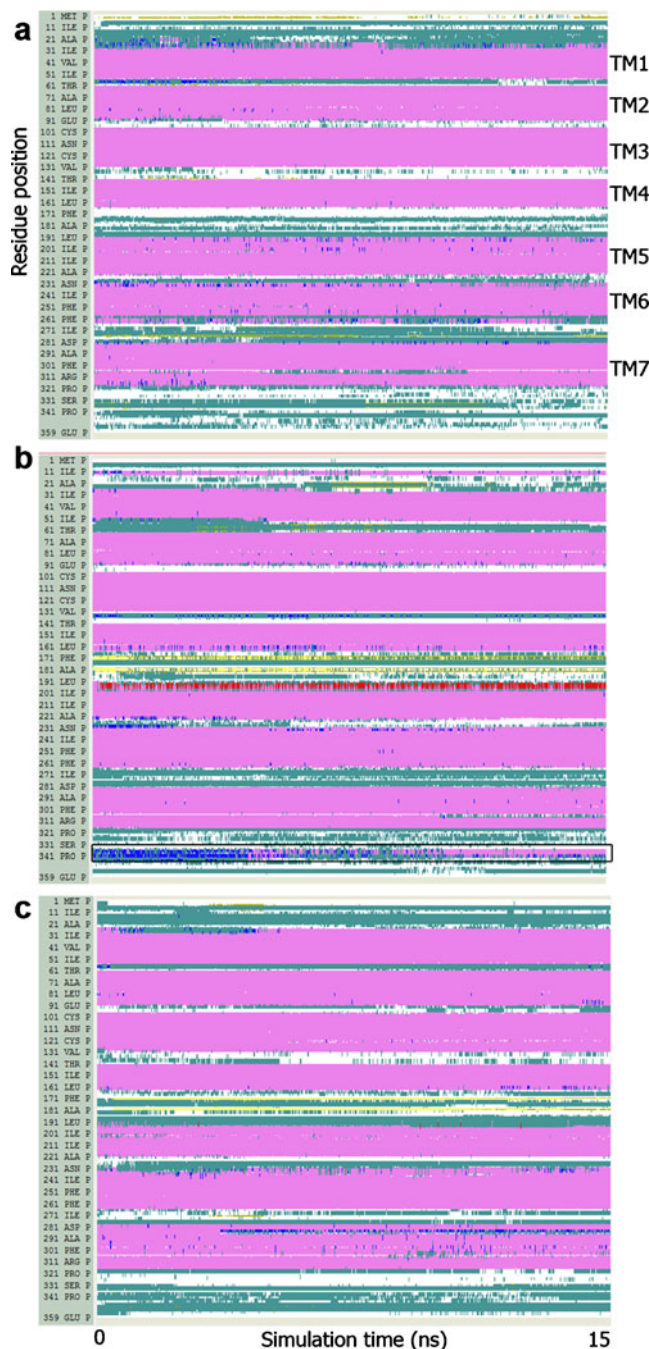 a
Residue position
1 MET P
11 ILE P
21 ALA P
31 ILE P
41 VAL P
51 ILE P
61 THR P
71 ALA P
81 LEU P
91 GLU P
101 CYS P
111 ASN P
121 CYS P
131 VAL P
141 THR P
151 ILE P
161 LEU P
171 PHE P
181 ALA P
191 LEU P
201 ILE P
211 ILE P
221 ALA P
231 ASN P
241 ILE P
251 PHE P
261 PHE P
271 ILE P
281 ASP P
291 ALA P
301 PHE P
311 ARG P
321 PRO P
331 SER P
341 PRO P
359 GLU P
TM1
TM2
TM3
TM4
TM5
TM6
TM7
b
1 MET P
11 ILE P
21 ALA P
31 ILE P
41 VAL P
51 ILE P
61 THR P
71 ALA P
81 LEU P
91 GLU P
101 CYS P
111 ASN P
121 CYS P
131 VAL P
141 THR P
151 ILE P
161 LEU P
171 PHE P
181 ALA P
191 LEU P
201 ILE P
211 ILE P
221 ALA P
231 ASN P
241 ILE P
251 PHE P
261 PHE P
271 ILE P
281 ASP P
291 ALA P
301 PHE P
311 ARG P
321 PRO P
331 SER P
341 PRO P
359 GLU P
c
1 MET P
11 ILE P
21 ALA P
31 ILE P
41 VAL P
51 ILE P
61 THR P
71 ALA P
81 LEU P
91 GLU P
101 CYS P
111 ASN P
121 CYS P
131 VAL P
141 THR P
151 ILE P
161 LEU P
171 PHE P
181 ALA P
191 LEU P
201 ILE P
211 ILE P
221 ALA P
231 ASN P
241 ILE P
251 PHE P
261 PHE P
271 ILE P
281 ASP P
291 ALA P
301 PHE P
311 ARG P
321 PRO P
331 SER P
341 PRO P
359 GLU P
0 Simulation time (ns) 15